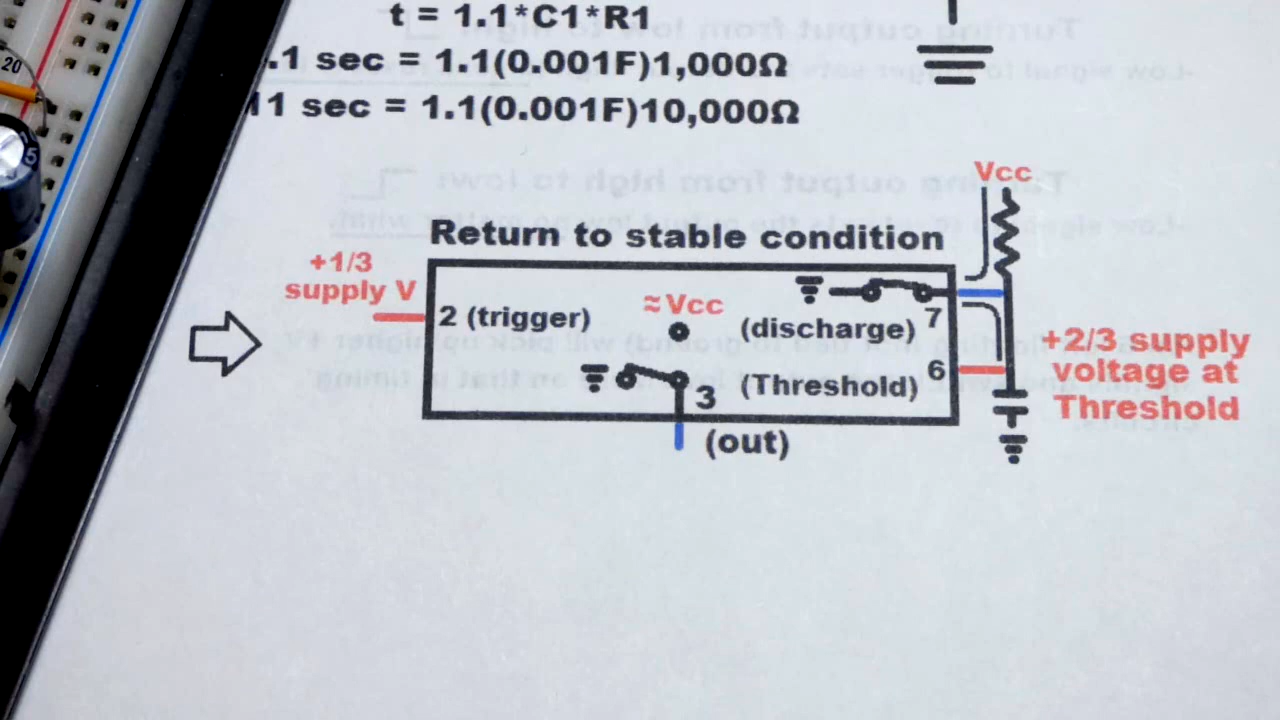 t = 1.1*C1*R1
.1 sec = 1.1(0.001F)1,000Ω
11 sec = 1.1(0.001F)10,000Ω
Vcc
Return to stable condition
+1/3
supply V
2 (trigger)
≈Vcc
(discharge)
7
6
(Threshold)
3
(out)
+2/3 supply
voltage at
Threshold
20